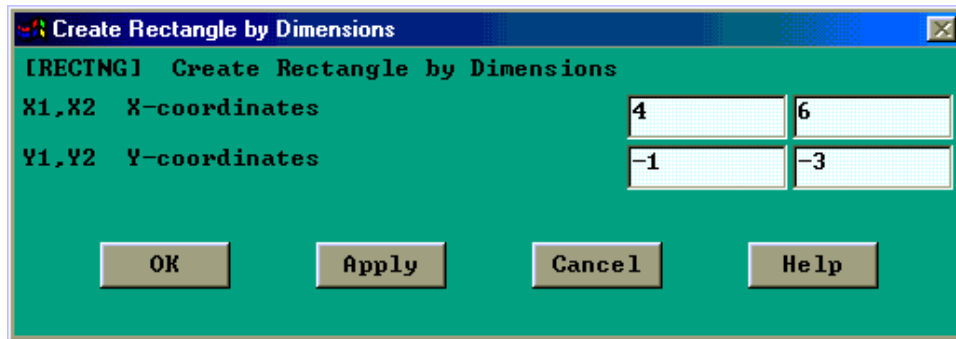 Create Rectangle by Dimensions
[RECTNG] Create Rectangle by Dimensions
X1,X2 X-coordinates 4 6
Y1,Y2 Y-coordinates -1 -3
OK Apply Cancel Help